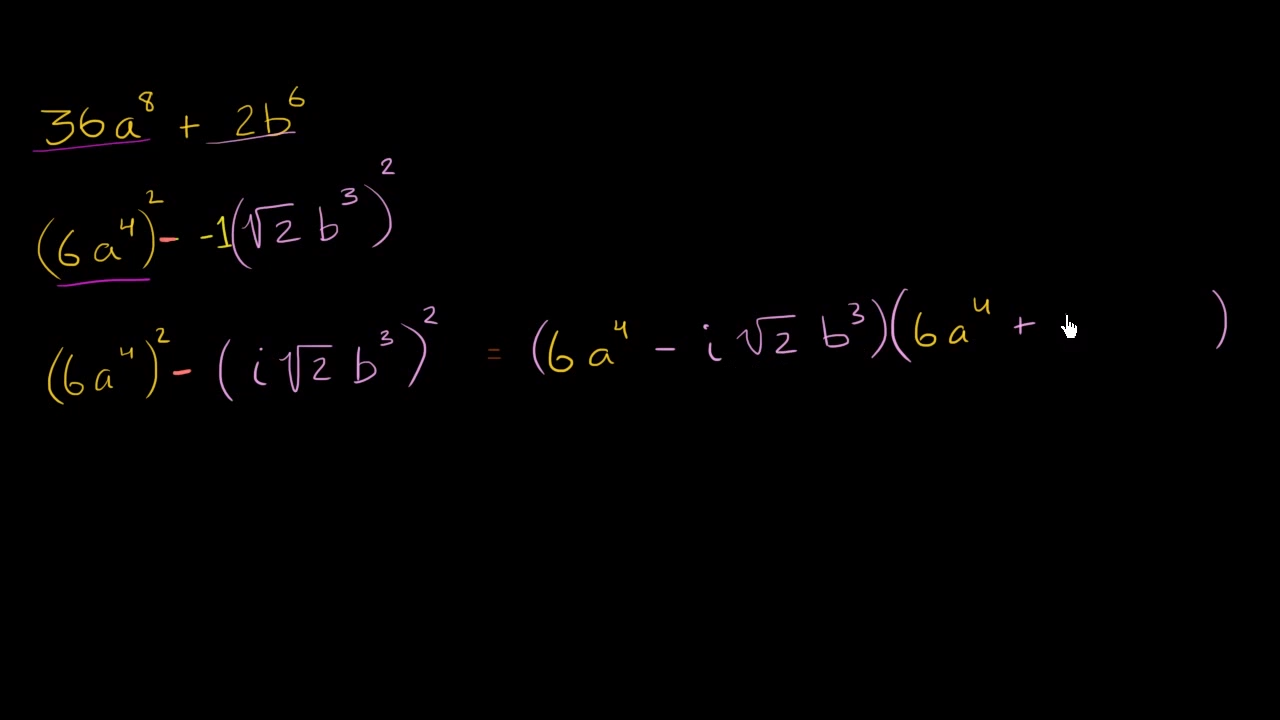 36a⁸ + 2b⁶
(6a⁴)² - -1(√2 b³)²
(6a⁴)² - (i√2 b³)² = (6a⁴ - i√2 b³)(6a⁴ + )